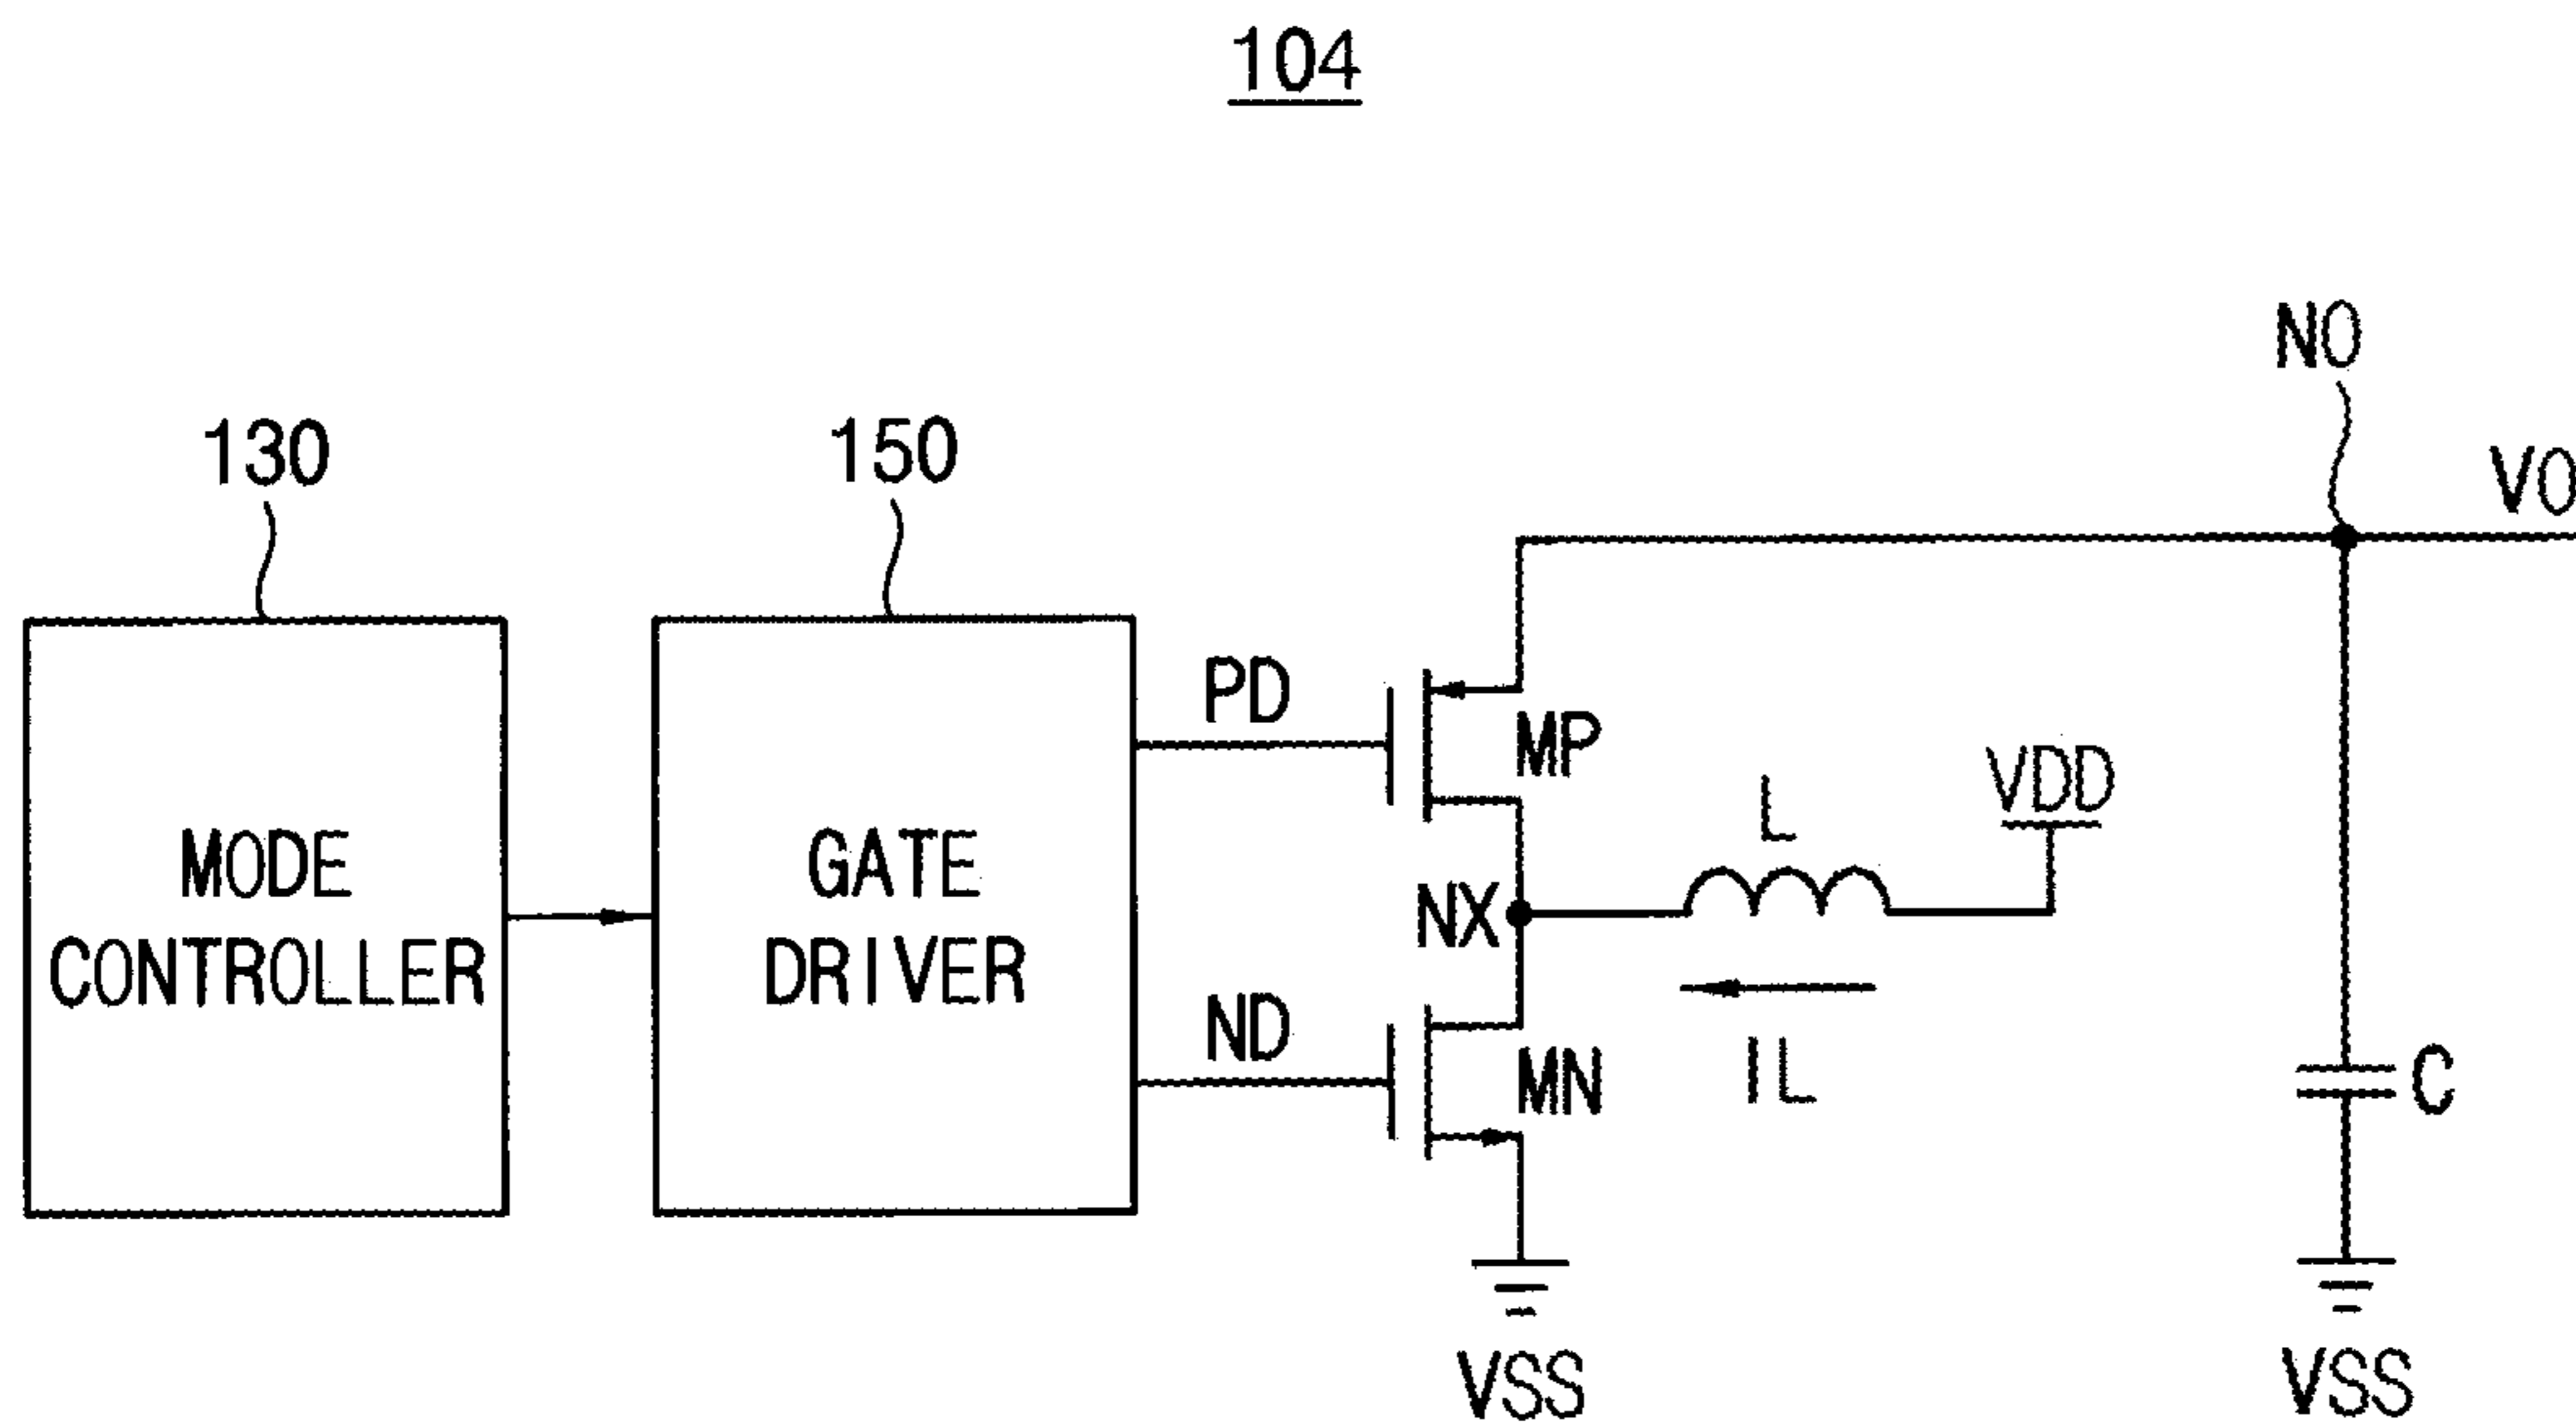 104
NO
VO
130
150
PD
MP
VDD
L
MODE
CONTROLLER
GATE
DRIVER
NX
ND
MN
IL
C
VSS
VSS